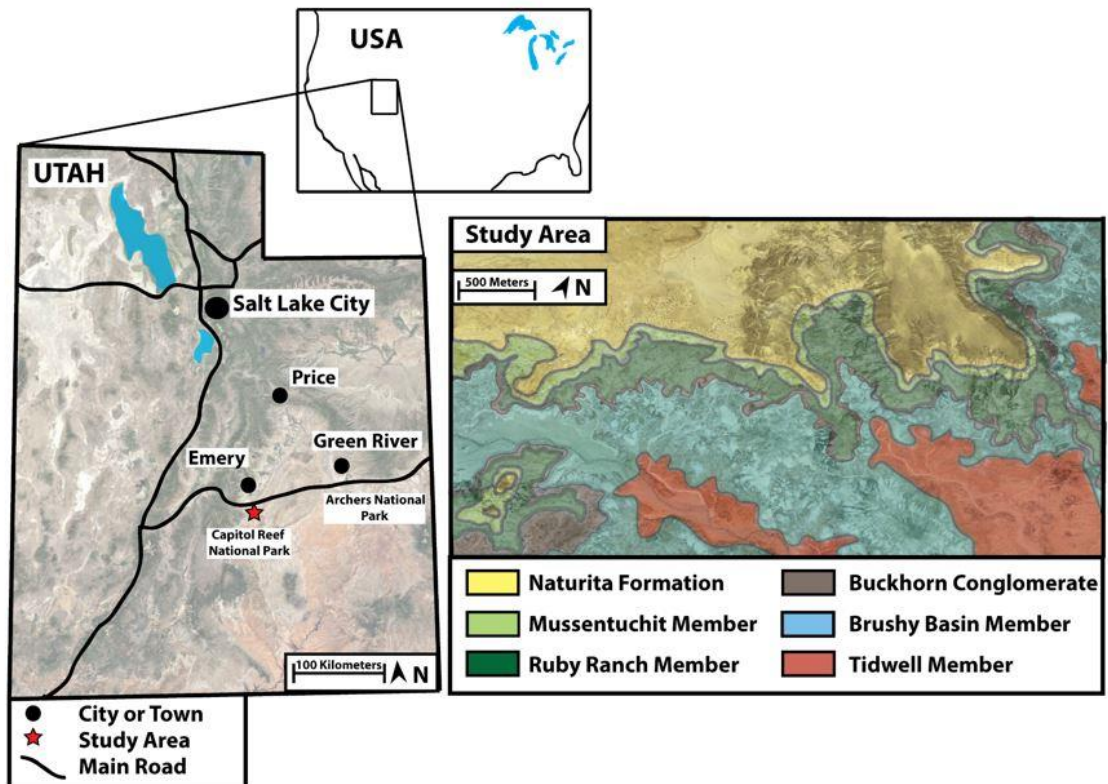 USA
UTAH
Salt Lake City
Price
Green River
Emery
Archers National
Park
Capitol Reef
National Park
100 Kilometers
N
City or Town
Study Area
Main Road
Study Area
500 Meters
N
Naturita Formation
Mussentuchit Member
Ruby Ranch Member
Buckhorn Conglomerate
Brushy Basin Member
Tidwell Member